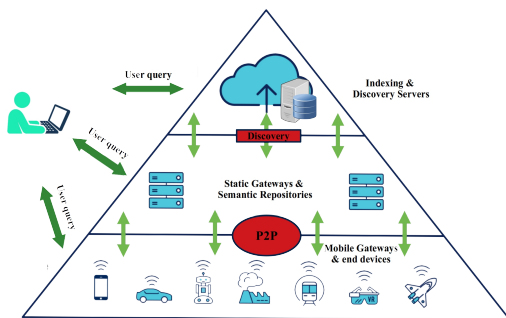 User query
Indexing &
Discovery Servers
User query
Discovery
User query
Static Gateways &
Semantic Repositories
P2P
Mobile Gateways
& end devices
VR